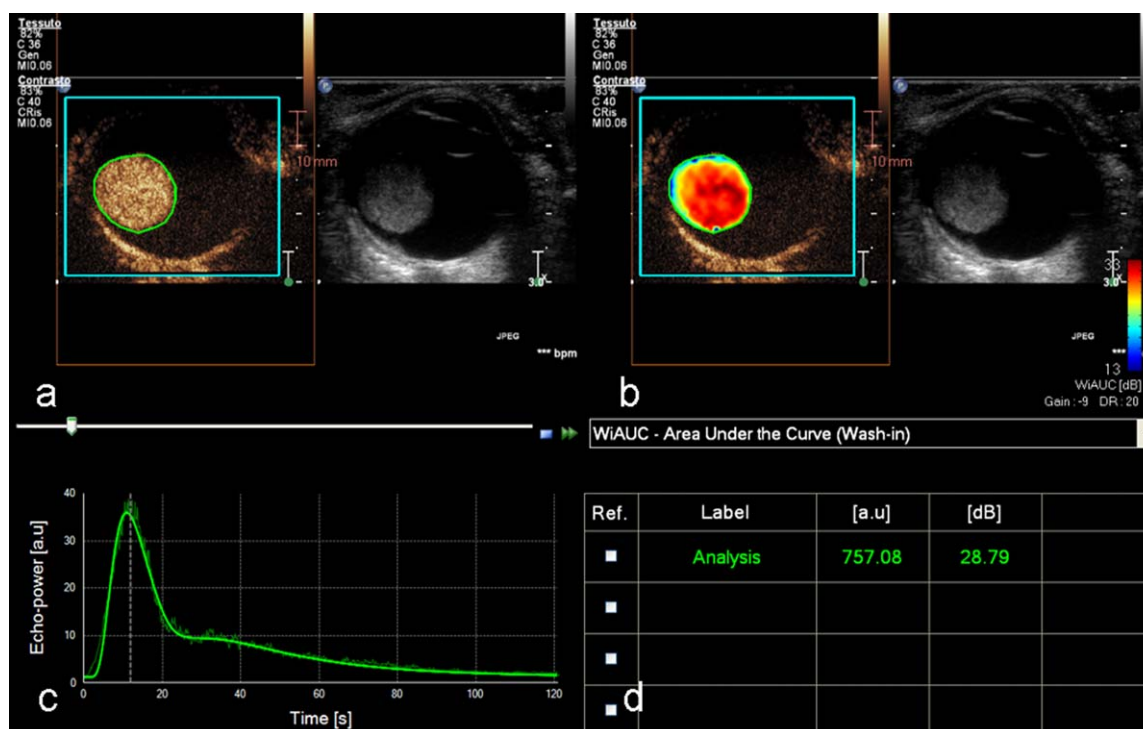 Tessuto
82%
C 36
Gen
MI0.06
Contrasto
83%
C 40
CRis
MI0.06
10 mm
3.0
JPEG
*** bpm
a
Tessuto
82%
C 36
Gen
MI0.06
Contrasto
83%
C 40
CRis
MI0.06
10 mm
3.0
33
JPEG
***
13
WiAUC [dB]
Gain : -9 DR : 20
b
WiAUC - Area Under the Curve (Wash-in)
40
30
20
10
0
Echo-power [a.u]
0 20 40 60 80 100 120
Time [s]
c
Ref. Label [a.u] [dB]
Analysis 757.08 28.79
d